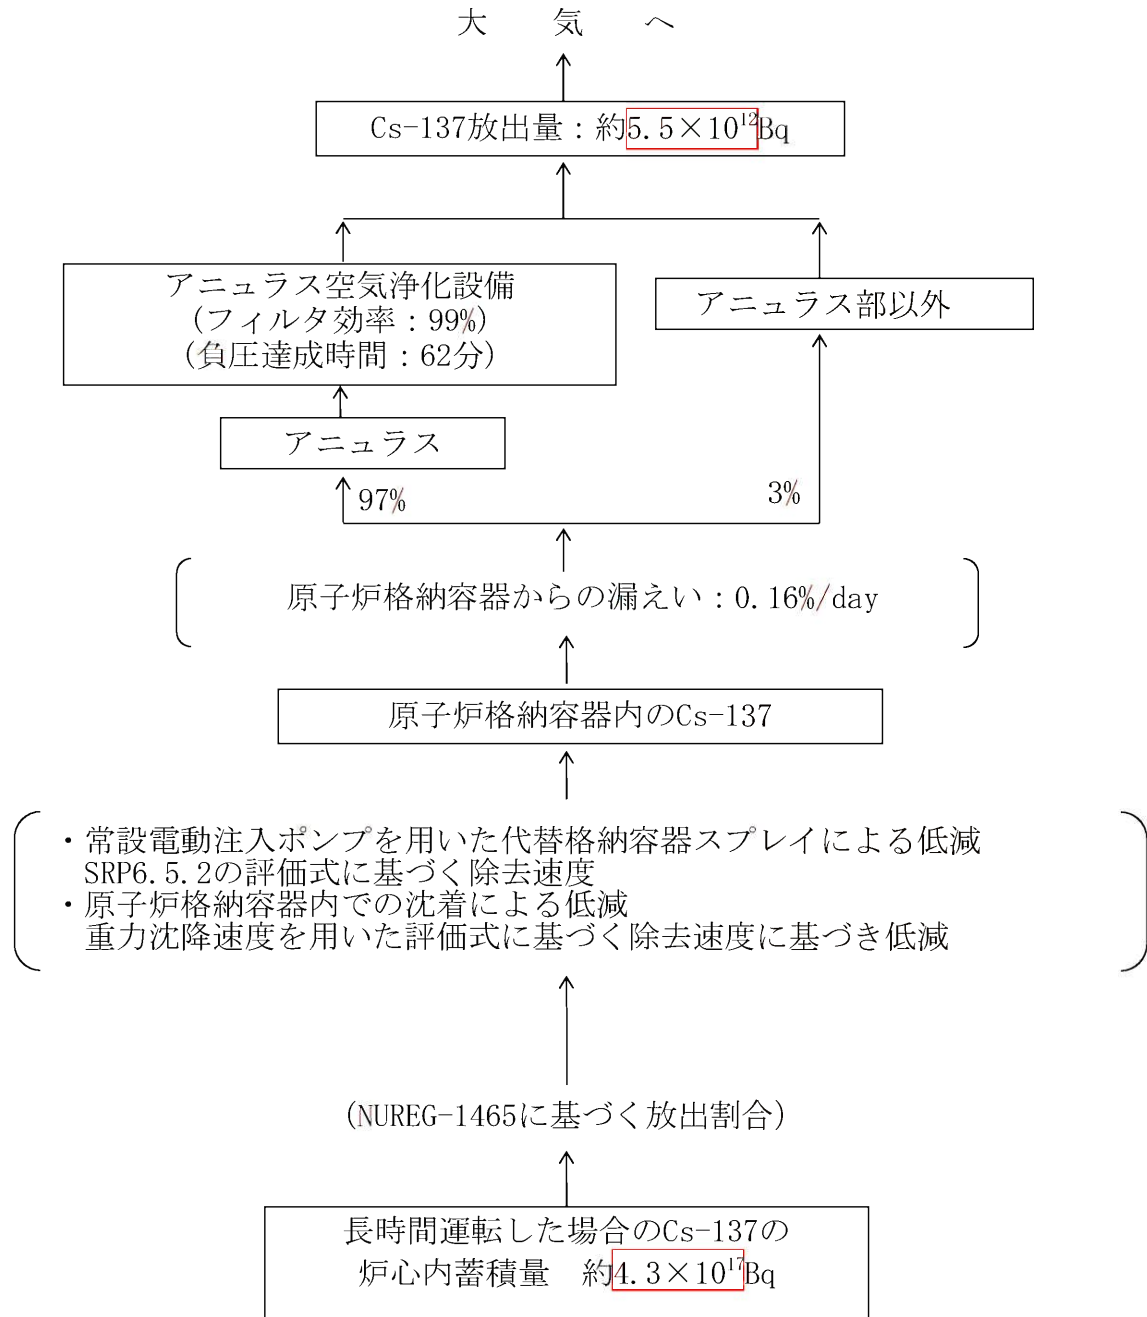 大 気 へ
Cs-137放出量：約5.5×10¹²Bq
アニュラス空気浄化設備
(フィルタ効率：99%)
(負圧達成時間：62分)
アニュラス部以外
アニュラス
97%
3%
原子炉格納容器からの漏えい：0.16%/day
原子炉格納容器内のCs-137
・常設電動注入ポンプを用いた代替格納容器スプレイによる低減
SRP6.5.2の評価式に基づく除去速度
・原子炉格納容器内での沈着による低減
重力沈降速度を用いた評価式に基づく除去速度に基づき低減
(NUREG-1465に基づく放出割合)
長時間運転した場合のCs-137の
炉心内蓄積量 約4.3×10¹⁷Bq